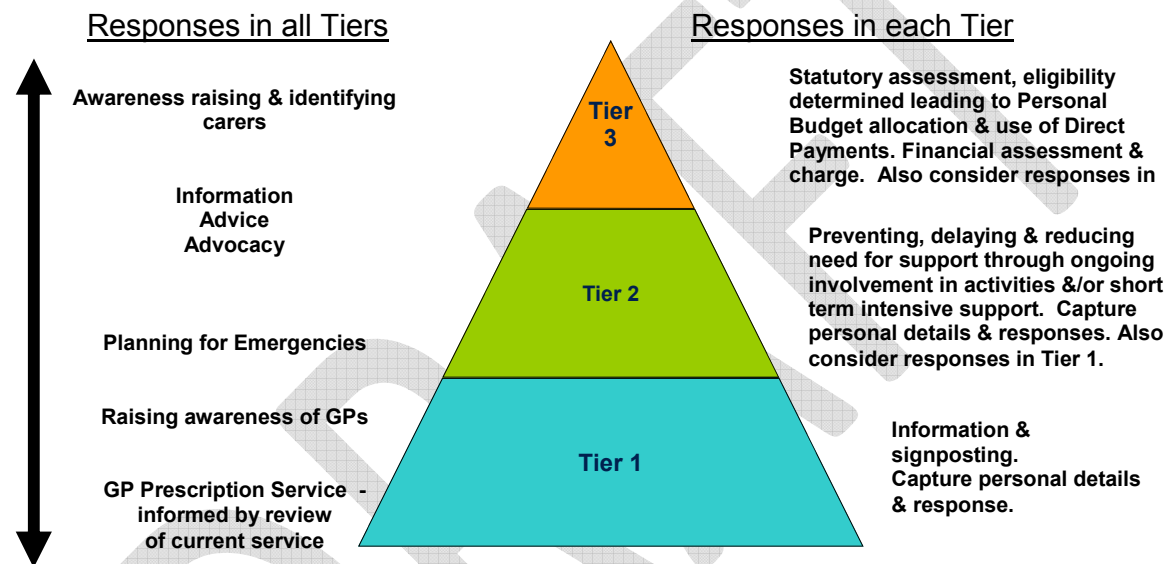 Responses in all Tiers
Awareness raising & identifying
carers
Information
Advice
Advocacy
Planning for Emergencies
Raising awareness of GPs
GP Prescription Service -
informed by review
of current service
Responses in each Tier
Tier
3
Statutory assessment, eligibility
determined leading to Personal
Budget allocation & use of Direct
Payments. Financial assessment &
charge. Also consider responses in
Tier 2
Preventing, delaying & reducing
need for support through ongoing
involvement in activities &/or short
term intensive support. Capture
personal details & responses. Also
consider responses in Tier 1.
Tier 1
Information &
signposting.
Capture personal details
& response.
DRAFT